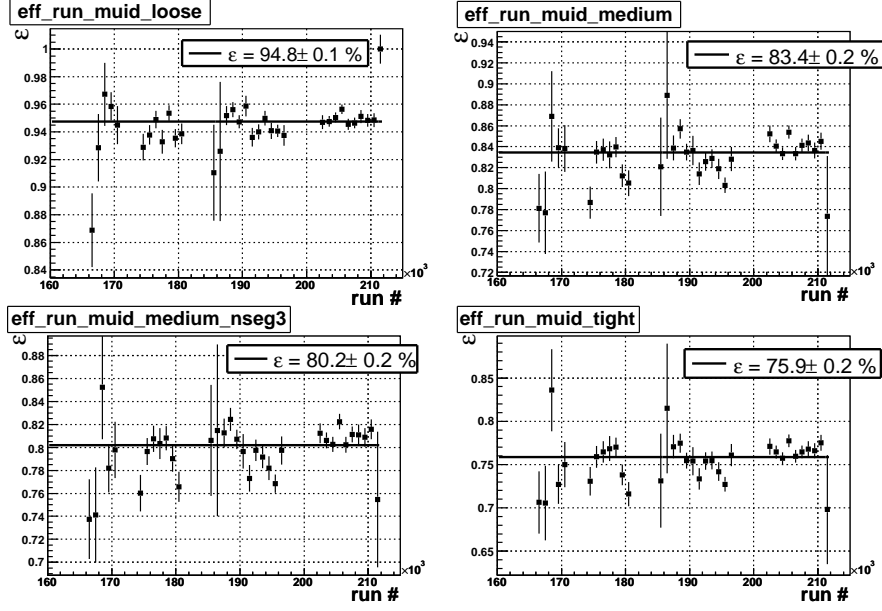 eff_run_muid_loose
ε
ε = 94.8± 0.1 %
1
0.98
0.96
0.94
0.92
0.9
0.88
0.86
0.84
160 170 180 190 200 210
×10³
run #
eff_run_muid_medium
ε
ε = 83.4± 0.2 %
0.94
0.92
0.9
0.88
0.86
0.84
0.82
0.8
0.78
0.76
0.74
0.72
160 170 180 190 200 210
×10³
run #
eff_run_muid_medium_nseg3
ε
ε = 80.2± 0.2 %
0.88
0.86
0.84
0.82
0.8
0.78
0.76
0.74
0.72
0.7
160 170 180 190 200 210
×10³
run #
eff_run_muid_tight
ε
ε = 75.9± 0.2 %
0.85
0.8
0.75
0.7
0.65
160 170 180 190 200 210
×10³
run #